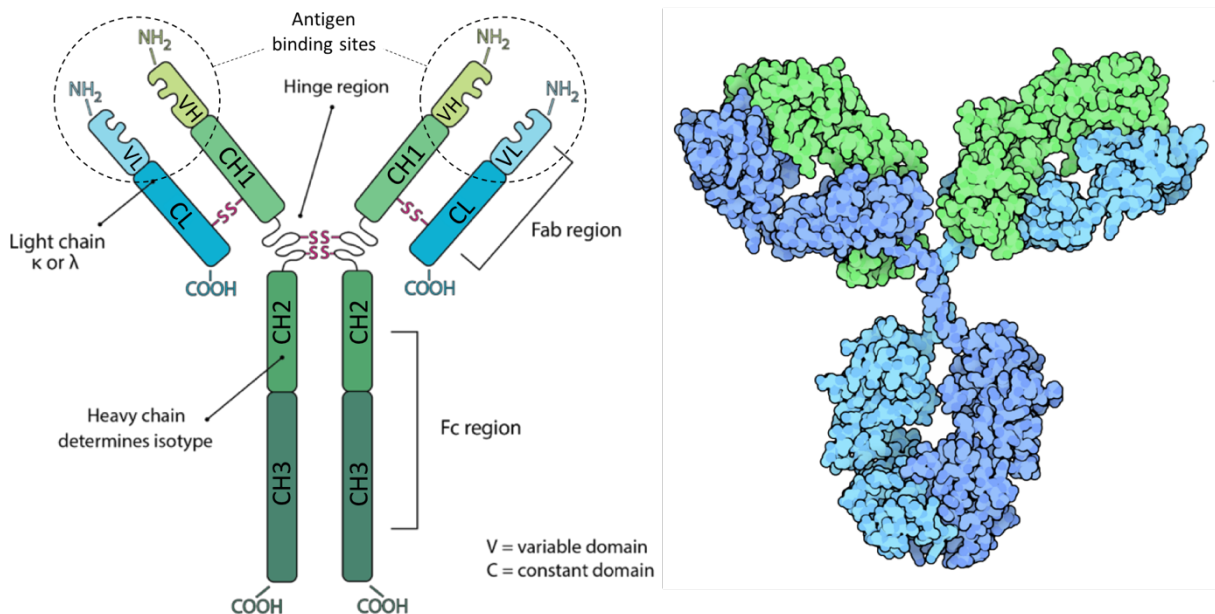 Antigen
binding sites
NH2
NH2
NH2
NH2
Hinge region
VH
VH
VL
VL
CH1
CH1
CL
CL
SS
SS
SS
SS
Fab region
Light chain
κ or λ
COOH
COOH
CH2
CH2
Heavy chain
determines isotype
Fc region
CH3
CH3
V = variable domain
C = constant domain
COOH
COOH